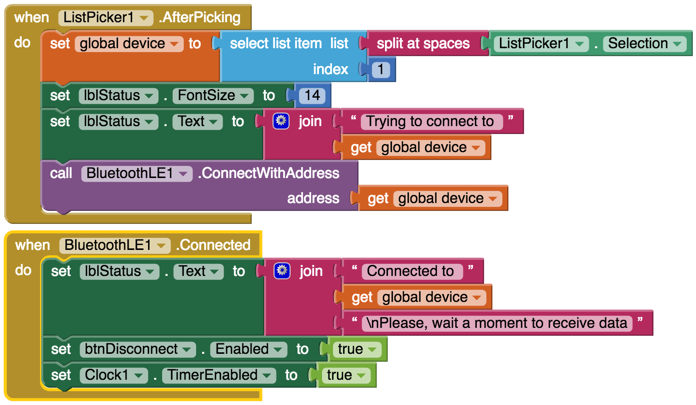 when ListPicker1 .AfterPicking
do set global device to select list item list split at spaces ListPicker1 . Selection
index 1
set lblStatus . FontSize to 14
set lblStatus . Text to join “ Trying to connect to ”
get global device
call BluetoothLE1 .ConnectWithAddress
address get global device
when BluetoothLE1 .Connected
do set lblStatus . Text to join “ Connected to ”
get global device
“ \nPlease, wait a moment to receive data ”
set btnDisconnect . Enabled to true
set Clock1 . TimerEnabled to true